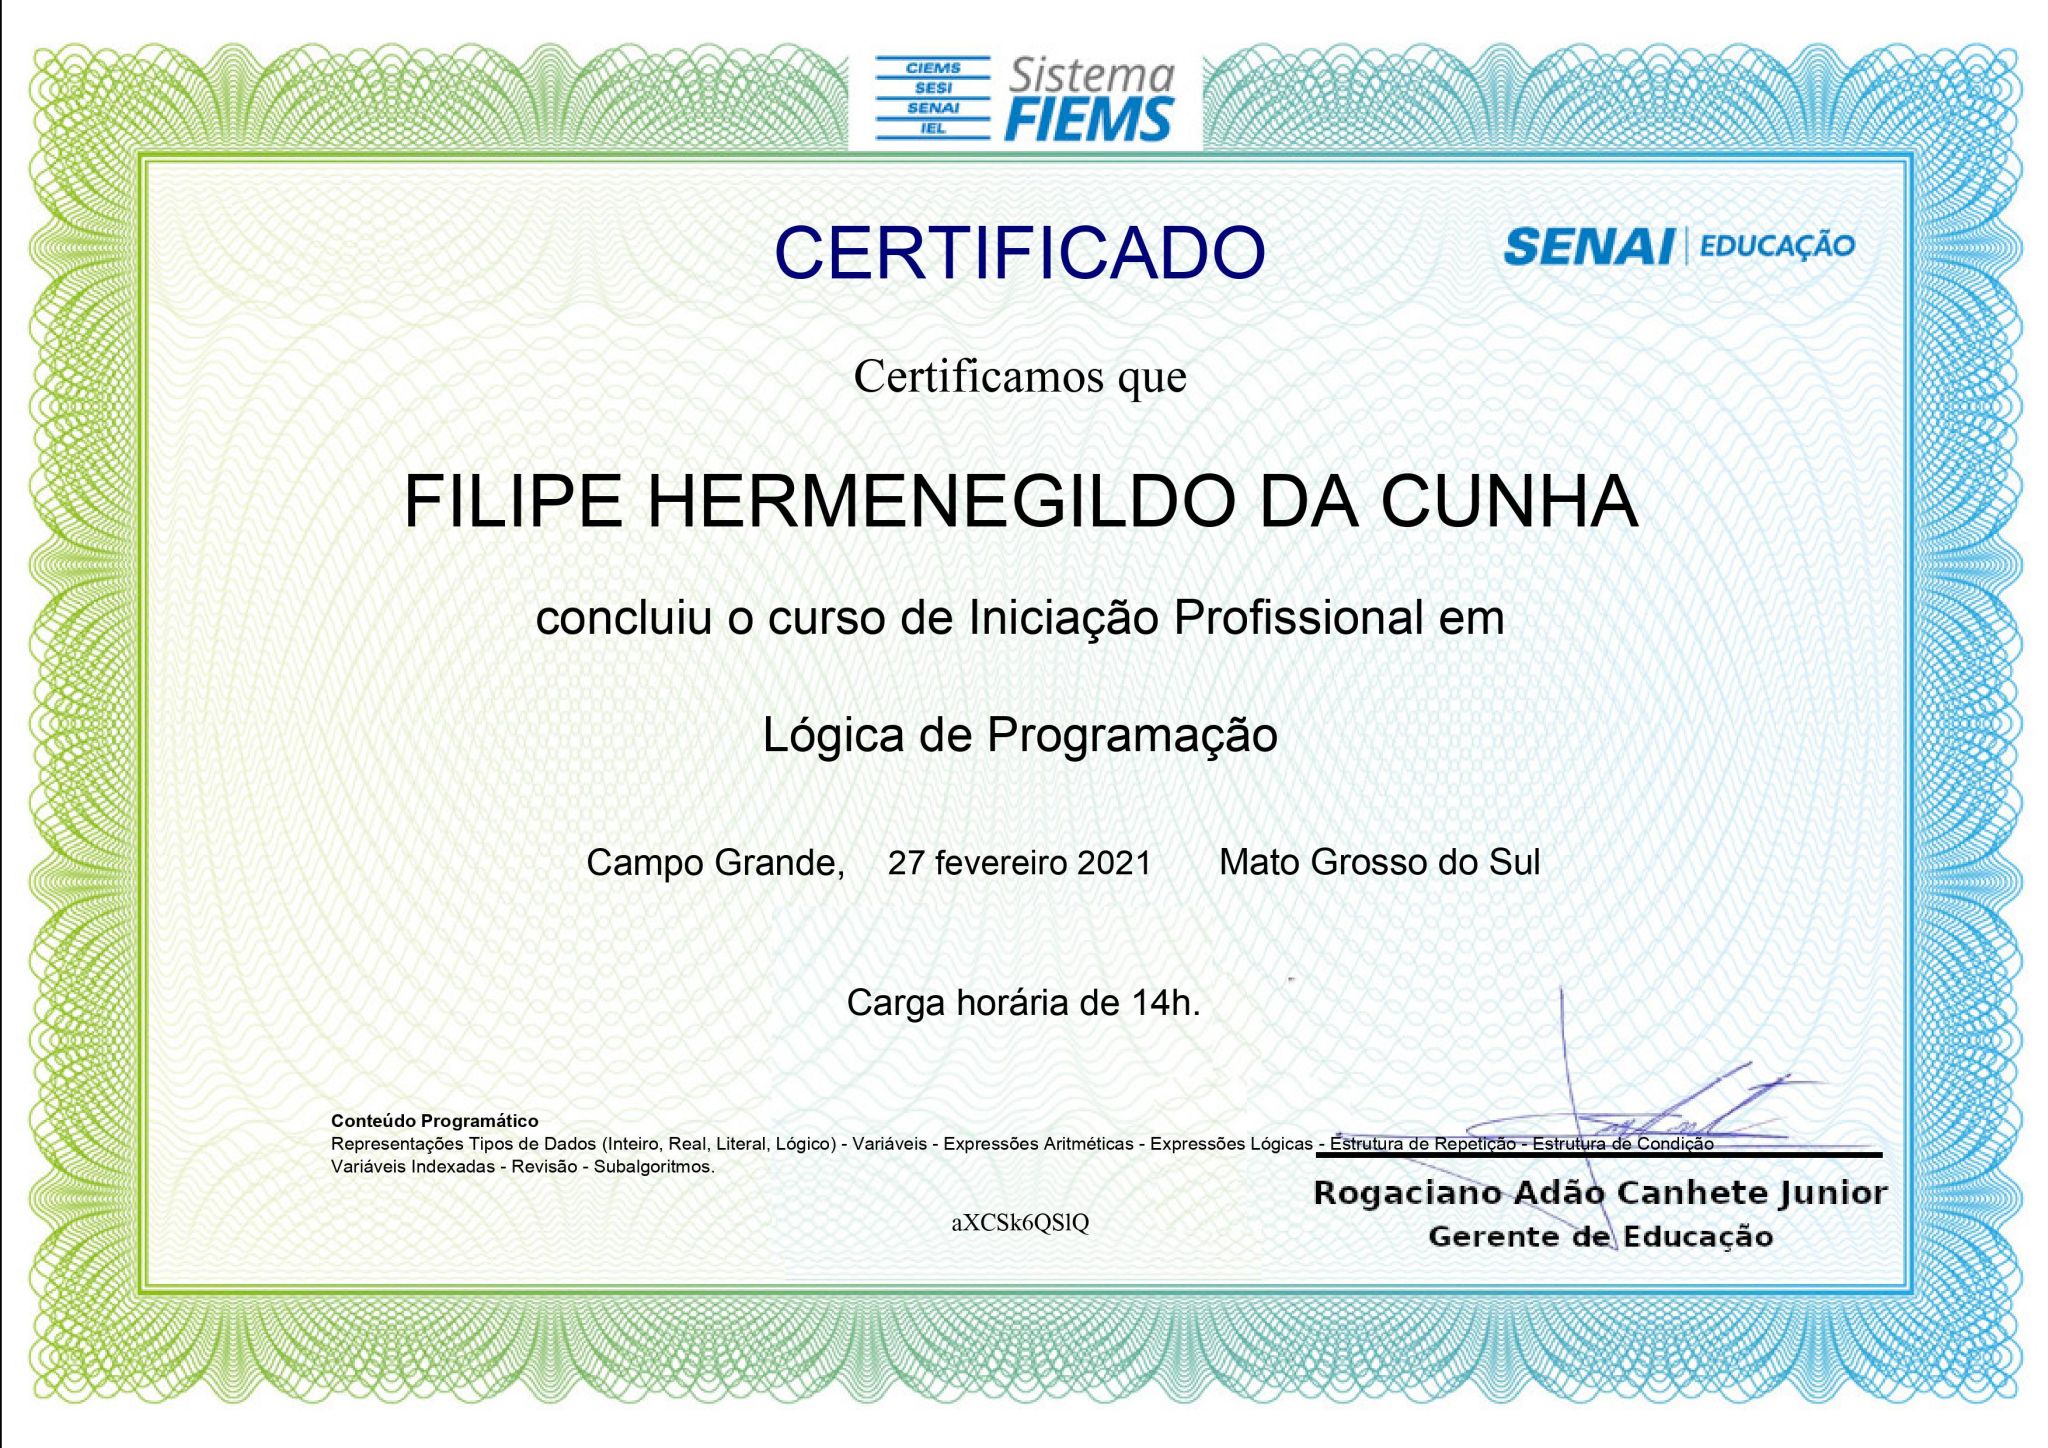 CIEMS
SESI
SENAI
IEL
Sistema
FIEMS
CERTIFICADO
SENAI | EDUCAÇÃO
Certificamos que
FILIPE HERMENEGILDO DA CUNHA
concluiu o curso de Iniciação Profissional em
Lógica de Programação
Campo Grande, 27 fevereiro 2021 Mato Grosso do Sul
Carga horária de 14h.
Conteúdo Programático
Representações Tipos de Dados (Inteiro, Real, Literal, Lógico) - Variáveis - Expressões Aritméticas - Expressões Lógicas - Estrutura de Repetição - Estrutura de Condição
Variáveis Indexadas - Revisão - Subalgoritmos.
Rogaciano Adão Canhete Junior
Gerente de Educação
aXCSk6QSlQ